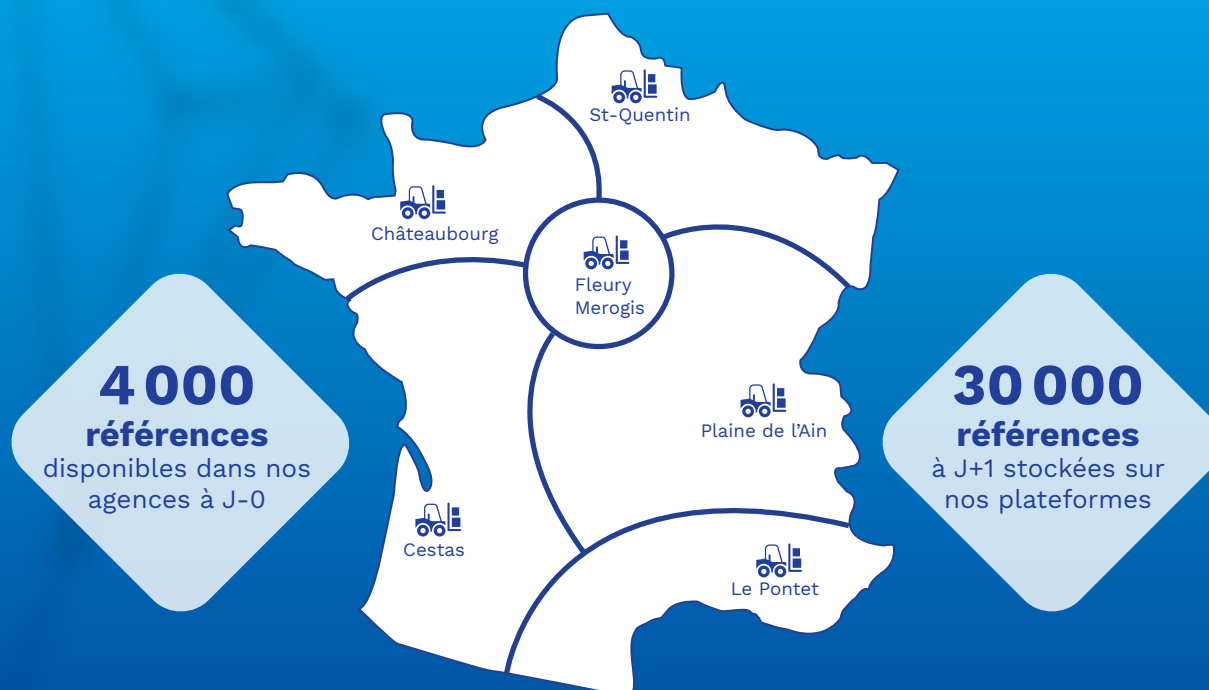 St-Quentin
Châteaubourg
Fleury
Merogis
4 000
références
disponibles dans nos
agences à J-0
30 000
références
à J+1 stockées sur
nos plateformes
Plaine de l'Ain
Cestas
Le Pontet